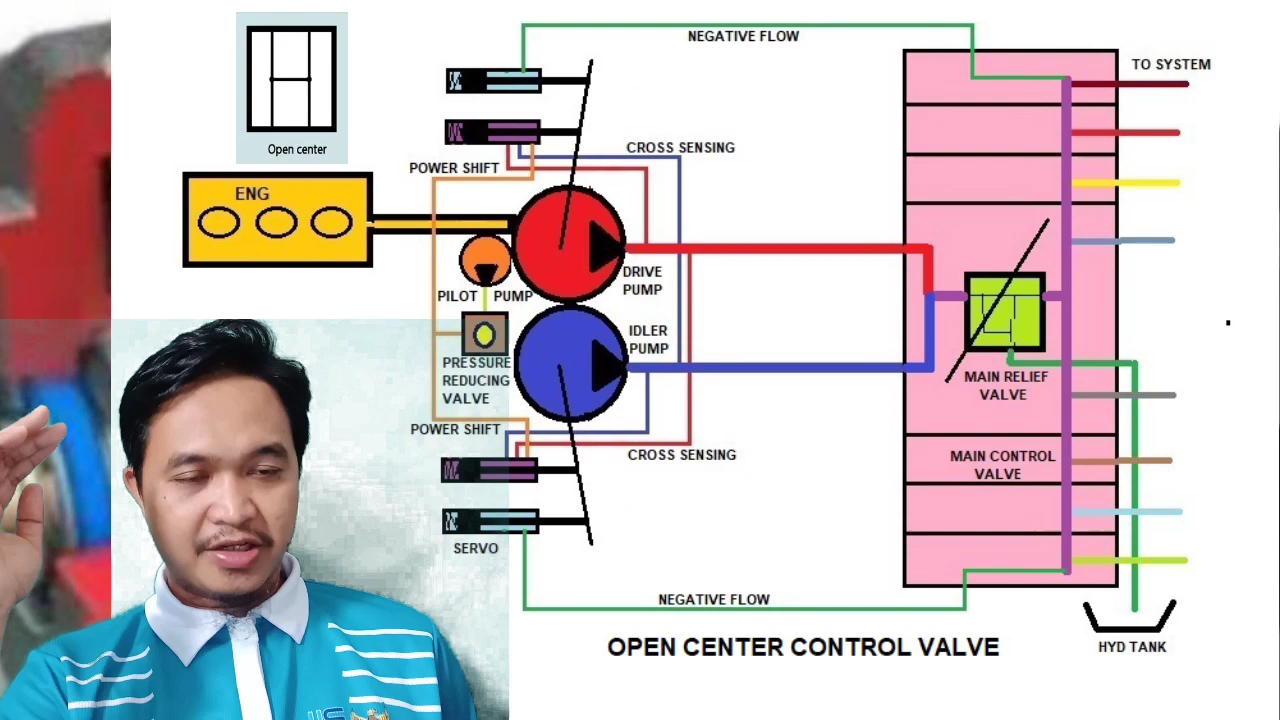 NEGATIVE FLOW
TO SYSTEM
Open center
CROSS SENSING
POWER SHIFT
ENG
DRIVE
PUMP
PILOT PUMP
IDLER
PUMP
PRESSURE
REDUCING
VALVE
MAIN RELIEF
VALVE
POWER SHIFT
CROSS SENSING
MAIN CONTROL
VALVE
SERVO
NEGATIVE FLOW
OPEN CENTER CONTROL VALVE
HYD TANK